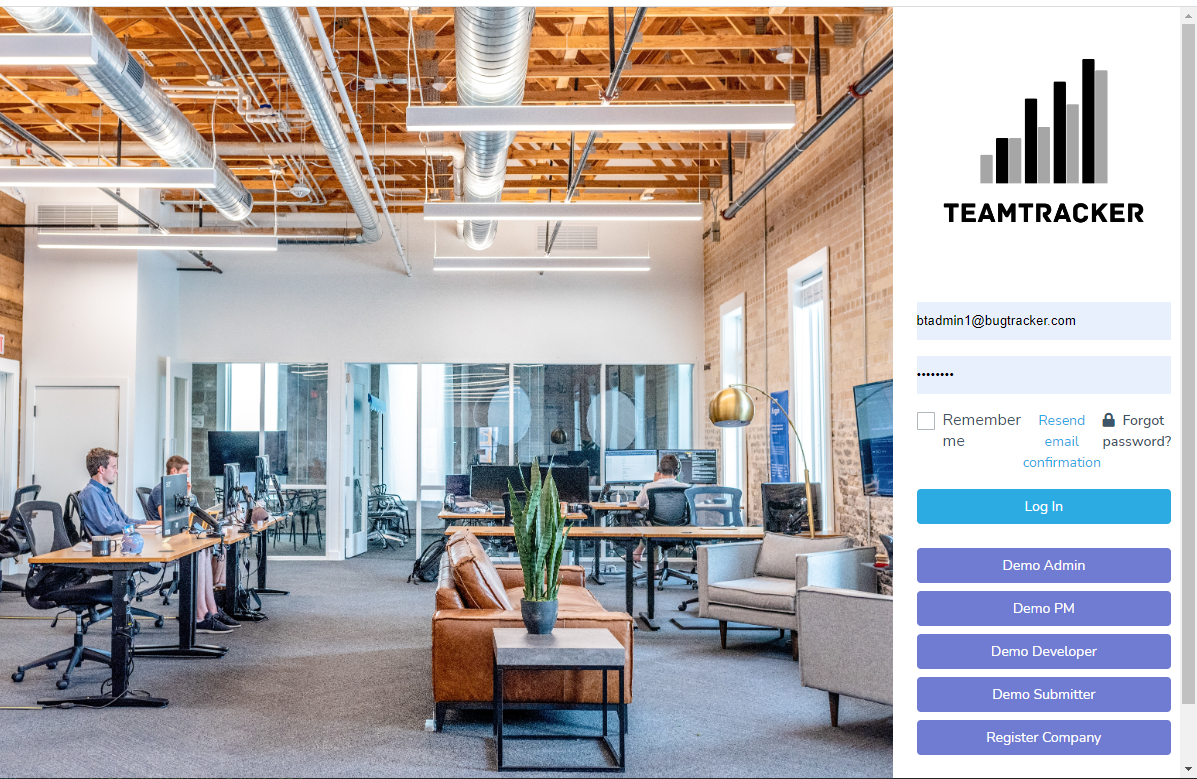 TEAMTRACKER
btadmin1@bugtracker.com
••••••••
Remember
me
Resend
email
confirmation
Forgot
password?
Log In
Demo Admin
Demo PM
Demo Developer
Demo Submitter
Register Company